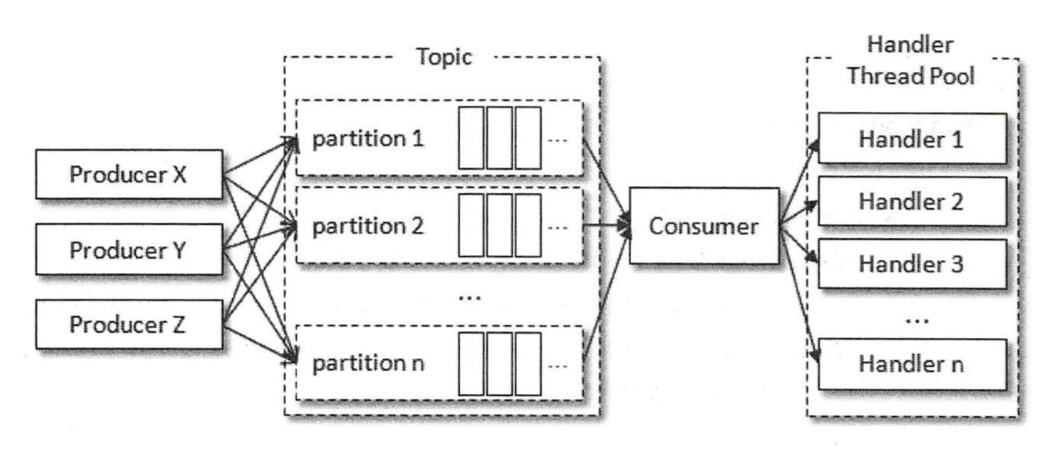 Topic
Handler
Thread Pool
Producer X
Producer Y
Producer Z
partition 1
...
partition 2
...
...
partition n
...
Consumer
Handler 1
Handler 2
Handler 3
...
Handler n